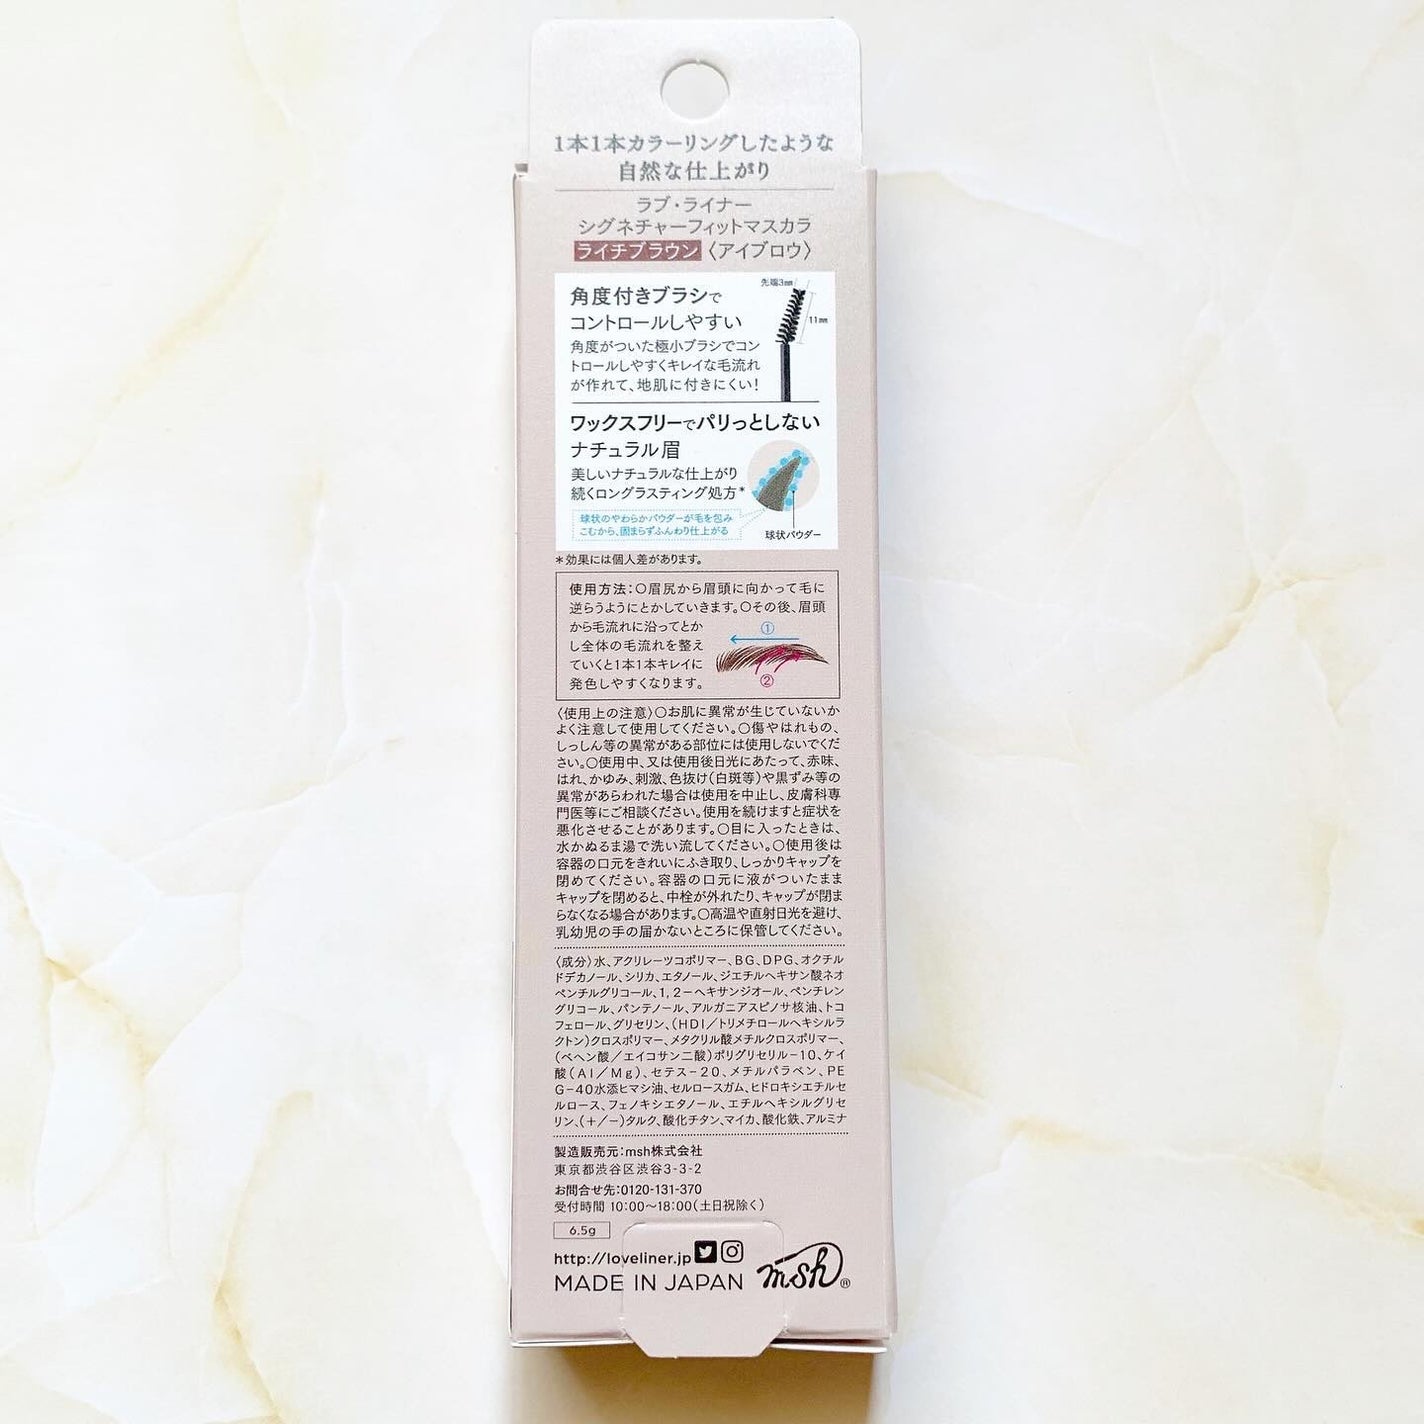 1本1本カラーリングしたような
自然な仕上がり
ラブ・ライナー
シグネチャーフィットマスカラ
ライチブラウン〈アイブロウ〉
先端3mm
11mm
角度付きブラシで
コントロールしやすい
角度がついた極小ブラシでコン
トロールしやすくキレイな毛流れ
が作れて、地肌に付きにくい!
ワックスフリーでパリっとしない
ナチュラル眉
美しいナチュラルな仕上がり
続くロングラスティング処方*
球状のやわらかパウダーが毛を包み
こむから、固まらずふんわり仕上がる
球状パウダー
*効果には個人差があります。
使用方法:○眉尻から眉頭に向かって毛に
逆らうようにとかしていきます。○その後、眉頭
から毛流れに沿ってとか
し全体の毛流れを整え
ていくと1本1本キレイに
発色しやすくなります。
①
②
〈使用上の注意〉○お肌に異常が生じていないか
よく注意して使用してください。○傷やはれもの、
しっしん等の異常がある部位には使用しないでくだ
さい。○使用中、又は使用後日光にあたって、赤味、
はれ、かゆみ、刺激、色抜け(白斑等)や黒ずみ等の
異常があらわれた場合は使用を中止し、皮膚科専
門医等にご相談ください。使用を続けますと症状を
悪化させることがあります。○目に入ったときは、
水かぬるま湯で洗い流してください。○使用後は
容器の口元をきれいにふき取り、しっかりキャップを
閉めてください。容器の口元に液がついたまま
キャップを閉めると、中栓が外れたり、キャップが閉ま
らなくなる場合があります。○高温や直射日光を避け、
乳幼児の手の届かないところに保管してください。
〈成分〉水、アクリレーツコポリマー、BG、DPG、オクチル
ドデカノール、シリカ、エタノール、ジエチルヘキサン酸ネオ
ペンチルグリコール、1,2-ヘキサンジオール、ペンチレン
グリコール、パンテノール、アルガニアスピノサ核油、トコ
フェロール、グリセリン、(HDI/トリメチロールヘキシルラ
クトン)クロスポリマー、メタクリル酸メチルクロスポリマー、
(ベヘン酸/エイコサン二酸)ポリグリセリル-10、ケイ
酸(Al/Mg)、セテス-20、メチルパラベン、PE
G-40水添ヒマシ油、セルロースガム、ヒドロキシエチルセ
ルロース、フェノキシエタノール、エチルヘキシルグリセ
リン、(+/-)タルク、酸化チタン、マイカ、酸化鉄、アルミナ
製造販売元:msh株式会社
東京都渋谷区渋谷3-3-2
お問合せ先:0120-131-370
受付時間 10:00~18:00(土日祝除く)
6.5g
http://loveliner.jp
MADE IN JAPAN msh®